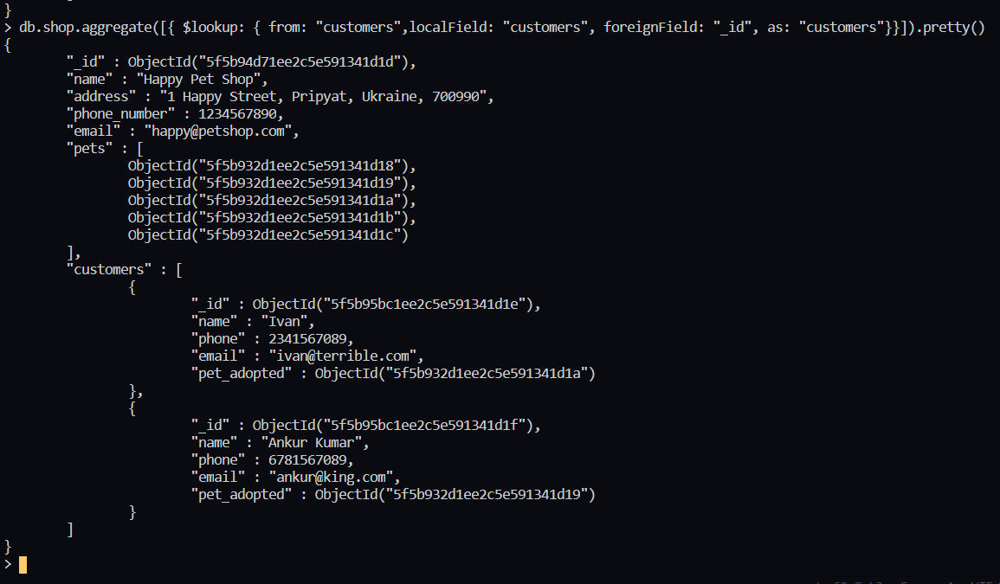 }
> db.shop.aggregate([{ $lookup: { from: "customers",localField: "customers", foreignField: "_id", as: "customers"}}]).pretty()
{
"_id" : ObjectId("5f5b94d71ee2c5e591341d1d"),
"name" : "Happy Pet Shop",
"address" : "1 Happy Street, Pripyat, Ukraine, 700990",
"phone_number" : 1234567890,
"email" : "happy@petshop.com",
"pets" : [
ObjectId("5f5b932d1ee2c5e591341d18"),
ObjectId("5f5b932d1ee2c5e591341d19"),
ObjectId("5f5b932d1ee2c5e591341d1a"),
ObjectId("5f5b932d1ee2c5e591341d1b"),
ObjectId("5f5b932d1ee2c5e591341d1c")
],
"customers" : [
{
"_id" : ObjectId("5f5b95bc1ee2c5e591341d1e"),
"name" : "Ivan",
"phone" : 2341567089,
"email" : "ivan@terrible.com",
"pet_adopted" : ObjectId("5f5b932d1ee2c5e591341d1a")
},
{
"_id" : ObjectId("5f5b95bc1ee2c5e591341d1f"),
"name" : "Ankur Kumar",
"phone" : 6781567089,
"email" : "ankur@king.com",
"pet_adopted" : ObjectId("5f5b932d1ee2c5e591341d19")
}
]
}
>